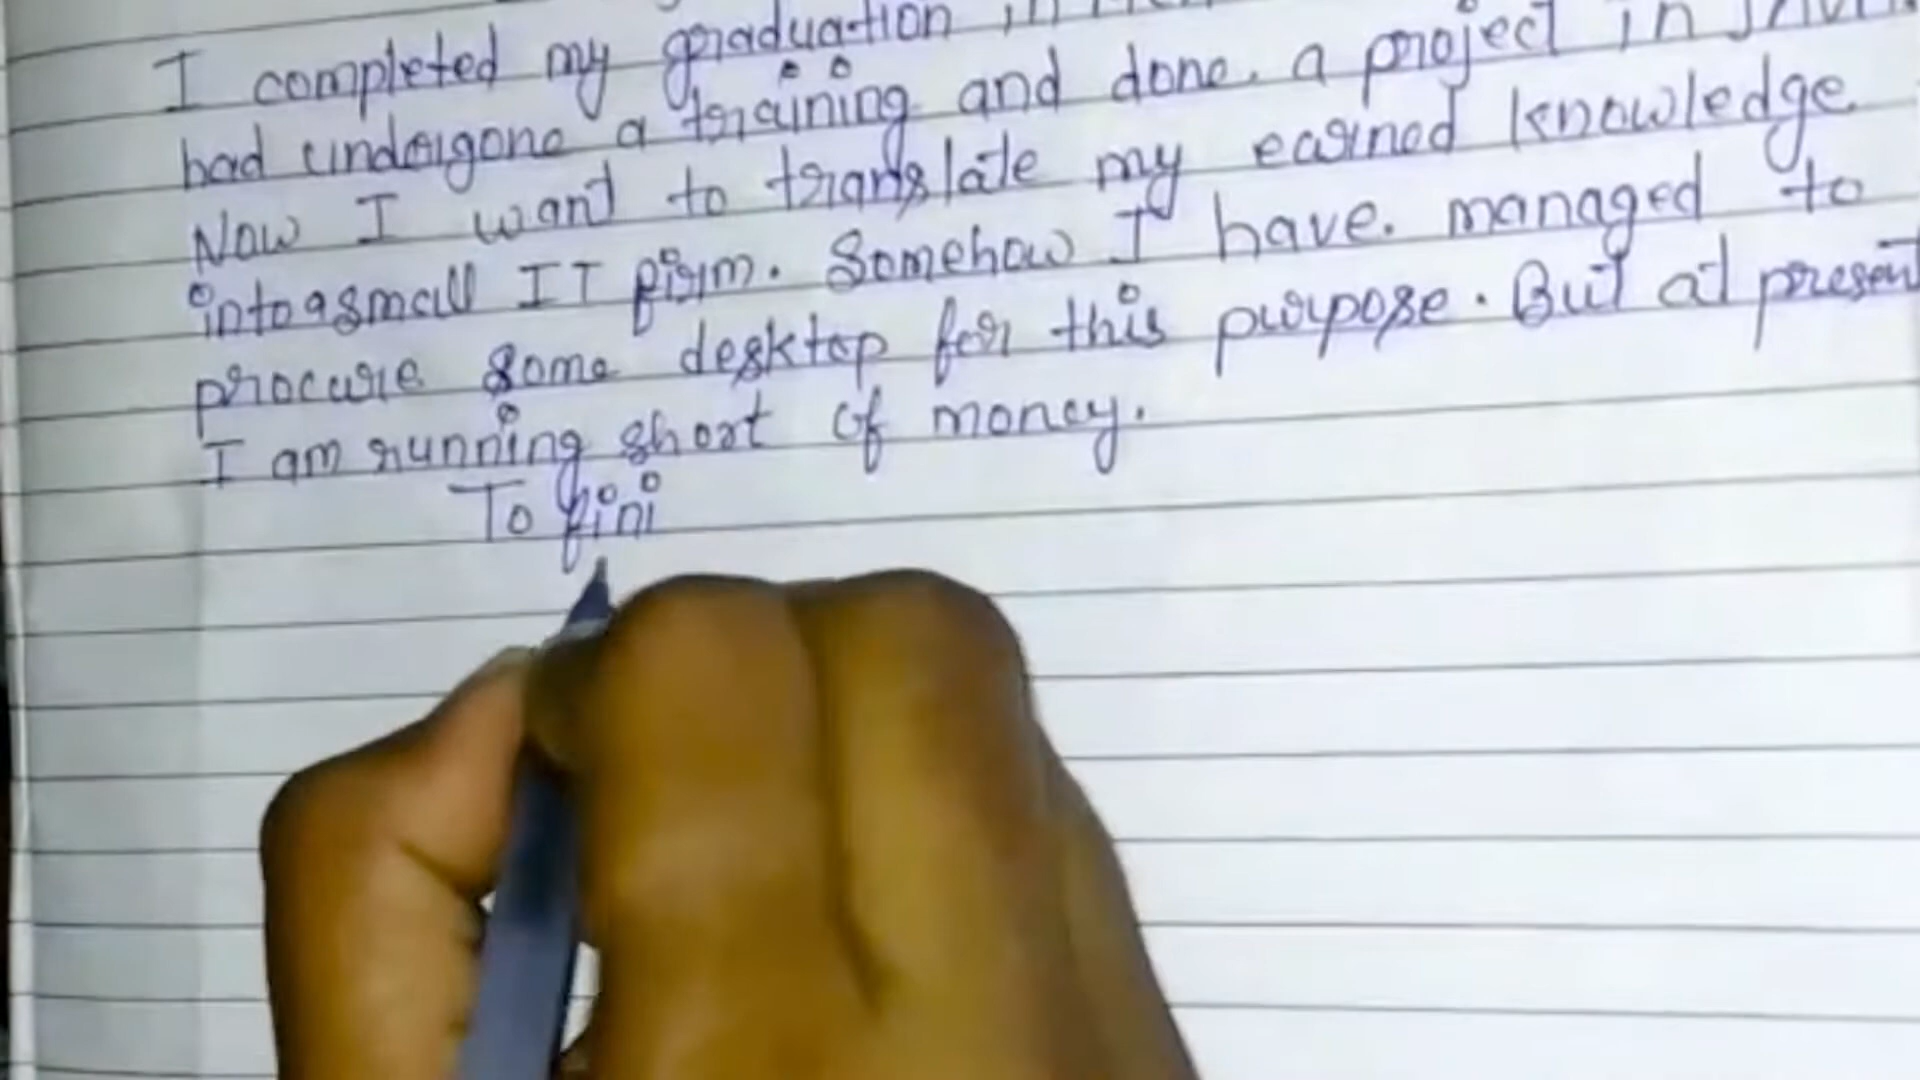 I completed my graduation in
had undergone a training and done a project in
Now I want to translate my earned knowledge
into a small IT firm. Somehow I have managed to
procure some desktop for this purpose. But at present
I am running short of money.
To fini